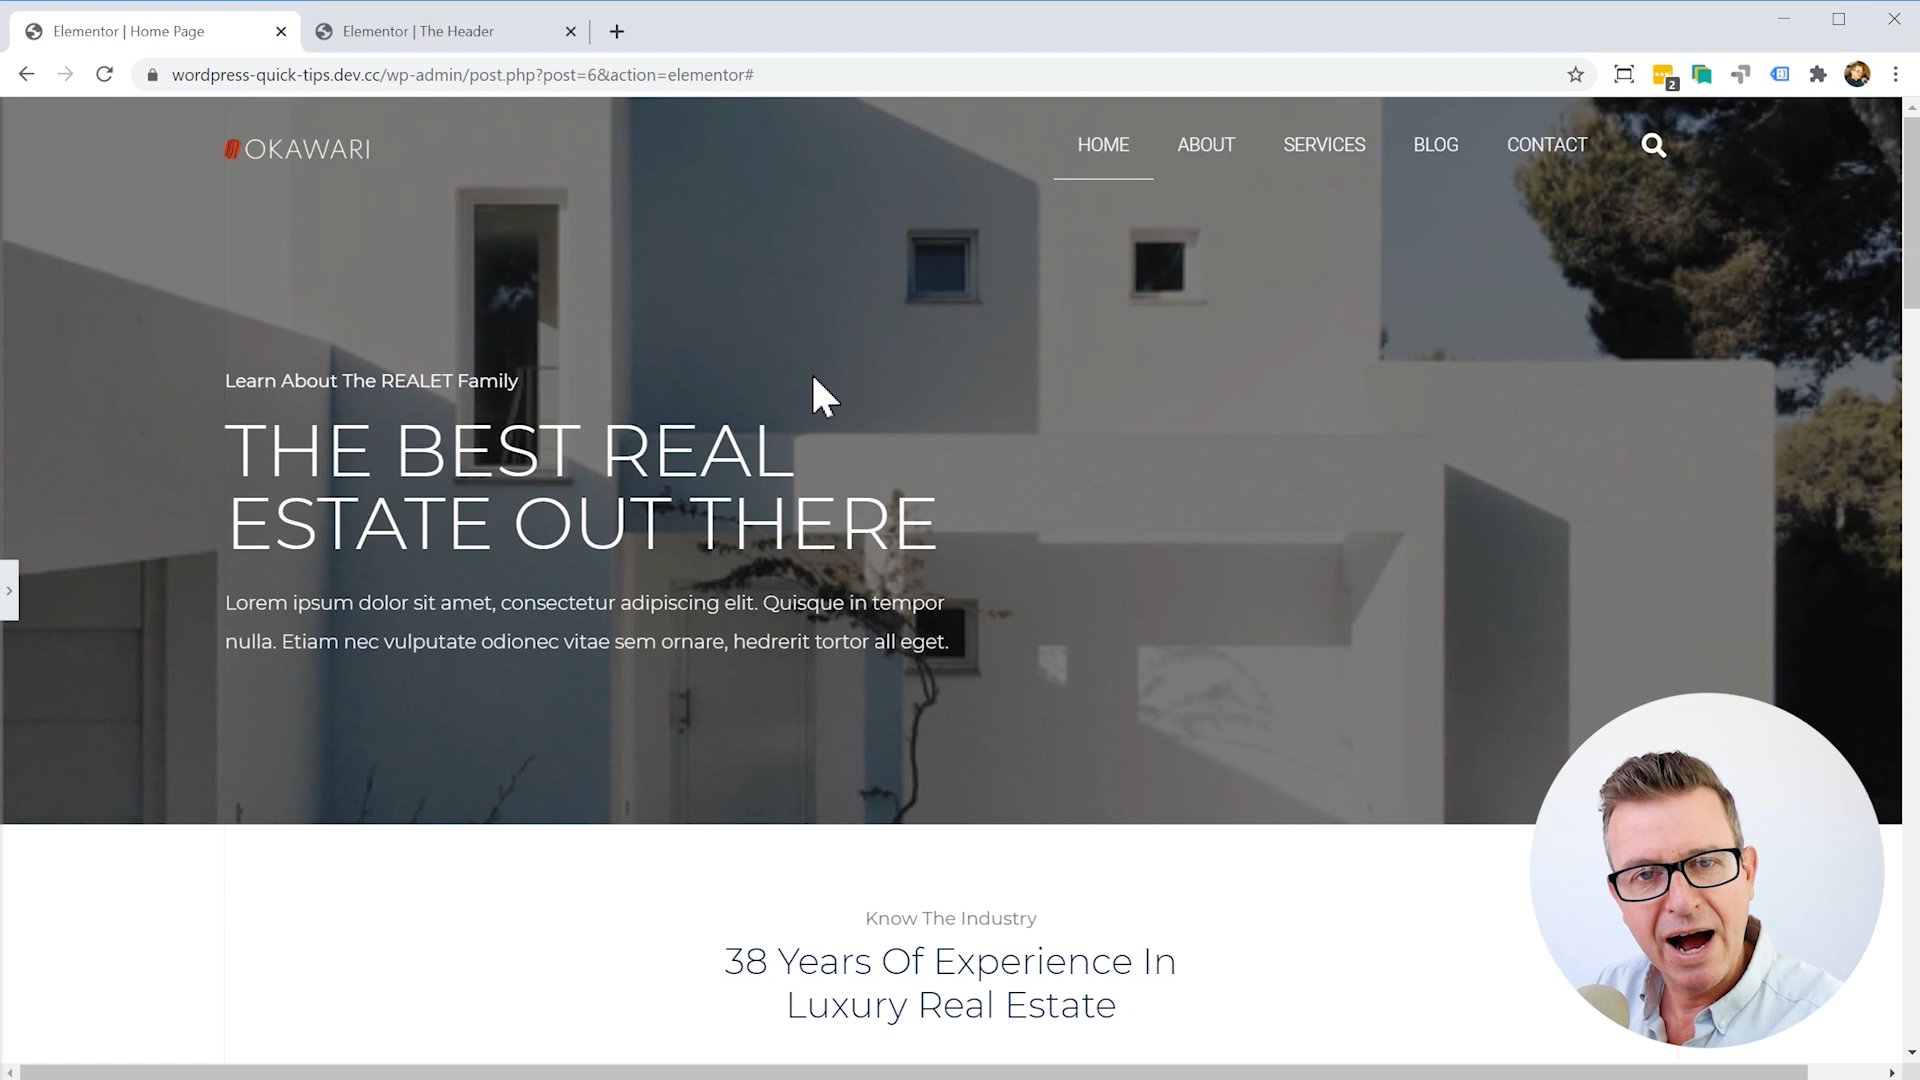 Elementor | Home Page
Elementor | The Header
wordpress-quick-tips.dev.cc/wp-admin/post.php?post=6&action=elementor#
2
OKAWARI
HOME ABOUT SERVICES BLOG CONTACT
Learn About The REALET Family
THE BEST REAL
ESTATE OUT THERE
Lorem ipsum dolor sit amet, consectetur adipiscing elit. Quisque in tempor
nulla. Etiam nec vulputate odionec vitae sem ornare, hedrerit tortor all eget.
Know The Industry
38 Years Of Experience In
Luxury Real Estate